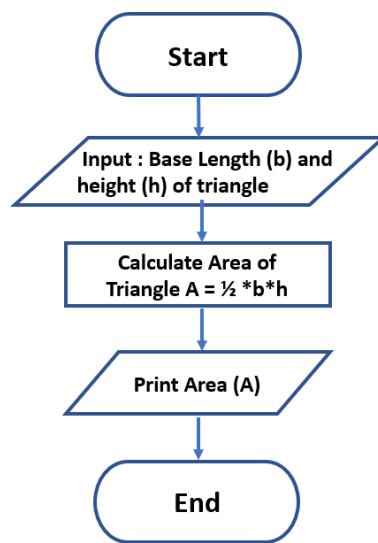 Start
Input : Base Length (b) and
height (h) of triangle
Calculate Area of
Triangle A = ½ *b*h
Print Area (A)
End